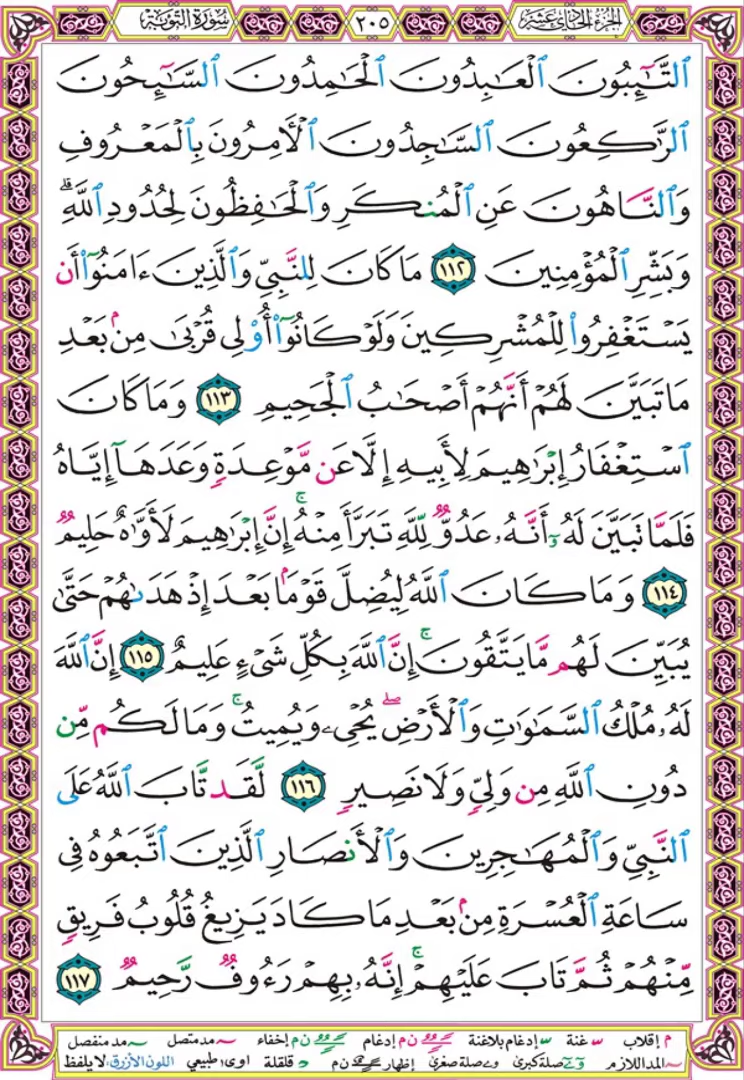 سورة التوبة ٢٠٥ الجزء الحادي عشر
ٱلتَّٰٓئِبُونَ ٱلْعَٰبِدُونَ ٱلْحَٰمِدُونَ ٱلسَّٰٓئِحُونَ
ٱلرَّٰكِعُونَ ٱلسَّٰجِدُونَ ٱلْأٓمِرُونَ بِٱلْمَعْرُوفِ
وَٱلنَّاهُونَ عَنِ ٱلْمُنكَرِ وَٱلْحَٰفِظُونَ لِحُدُودِ ٱللَّهِ ۗ
وَبَشِّرِ ٱلْمُؤْمِنِينَ ١١٢ مَا كَانَ لِلنَّبِىِّ وَٱلَّذِينَ ءَامَنُوٓا۟ أَن
يَسْتَغْفِرُوا۟ لِلْمُشْرِكِينَ وَلَوْ كَانُوٓا۟ أُو۟لِى قُرْبَىٰ مِنۢ بَعْدِ
مَا تَبَيَّنَ لَهُمْ أَنَّهُمْ أَصْحَٰبُ ٱلْجَحِيمِ ١١٣ وَمَا كَانَ
ٱسْتِغْفَارُ إِبْرَٰهِيمَ لِأَبِيهِ إِلَّا عَن مَّوْعِدَةٍ وَعَدَهَآ إِيَّاهُ
فَلَمَّا تَبَيَّنَ لَهُۥٓ أَنَّهُۥ عَدُوٌّ لِّلَّهِ تَبَرَّأَ مِنْهُ ۚ إِنَّ إِبْرَٰهِيمَ لَأَوَّٰهٌ حَلِيمٌ
١١٤ وَمَا كَانَ ٱللَّهُ لِيُضِلَّ قَوْمًۢا بَعْدَ إِذْ هَدَىٰهُمْ حَتَّىٰ
يُبَيِّنَ لَهُم مَّا يَتَّقُونَ ۚ إِنَّ ٱللَّهَ بِكُلِّ شَىْءٍ عَلِيمٌ ١١٥ إِنَّ ٱللَّهَ
لَهُۥ مُلْكُ ٱلسَّمَٰوَٰتِ وَٱلْأَرْضِ ۖ يُحْىِۦ وَيُمِيتُ ۚ وَمَا لَكُم مِّن
دُونِ ٱللَّهِ مِن وَلِىٍّ وَلَا نَصِيرٍ ١١٦ لَّقَد تَّابَ ٱللَّهُ عَلَى
ٱلنَّبِىِّ وَٱلْمُهَٰجِرِينَ وَٱلْأَنصَارِ ٱلَّذِينَ ٱتَّبَعُوهُ فِى
سَاعَةِ ٱلْعُسْرَةِ مِنۢ بَعْدِ مَا كَادَ يَزِيغُ قُلُوبُ فَرِيقٍ
مِّنْهُمْ ثُمَّ تَابَ عَلَيْهِمْ ۚ إِنَّهُۥ بِهِمْ رَءُوفٌ رَّحِيمٌ ١١٧
م إقلاب غنة إدغام بلاغنة ن م إدغام ن م إخفاء مد متصل مد منفصل
المد اللازم صلة كبرى و ے صلة صغرى إظهار ن م قلقلة اوى، طبيعي اللون الأزرق: لا يلفظ